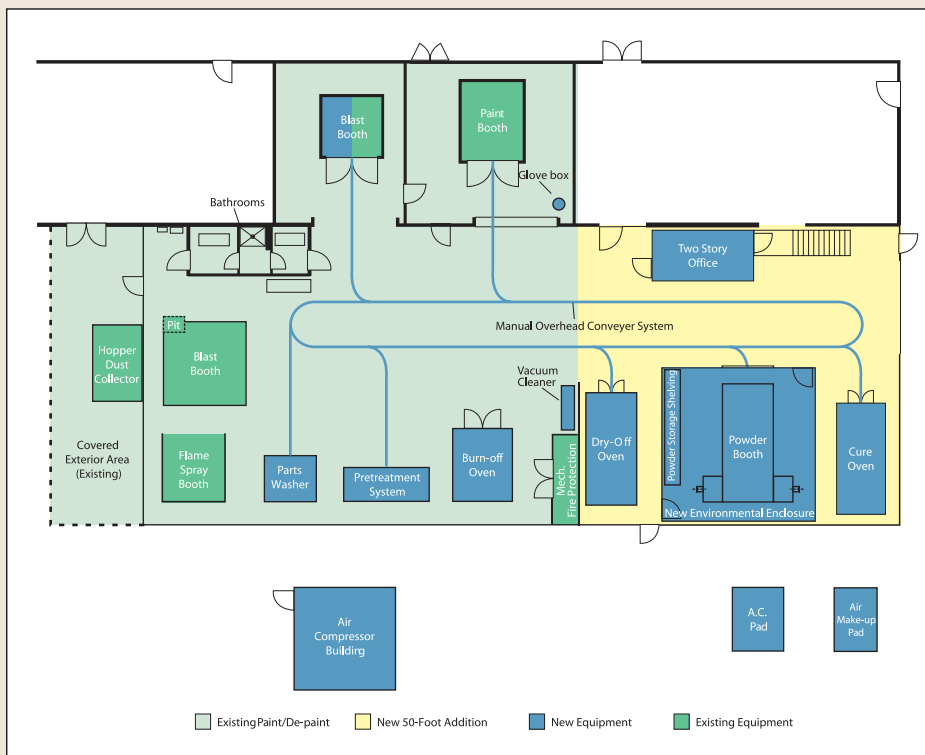 Blast
Booth
Paint
Booth
Glove box
Bathrooms
Two Story
Office
Manual Overhead Conveyer System
Pit
Hopper
Dust
Collector
Blast
Booth
Vacuum
Cleaner
Covered
Exterior Area
(Existing)
Flame
Spray
Booth
Parts
Washer
Pretreatment
System
Burn-off
Oven
Mech.
Fire Protection
Dry-Off
Oven
Powder Storage Shelving
Powder
Booth
New Environmental Enclosure
Cure
Oven
Air
Compressor
Building
A.C.
Pad
Air
Make-up
Pad
Existing Paint/De-paint
New 50-Foot Addition
New Equipment
Existing Equipment